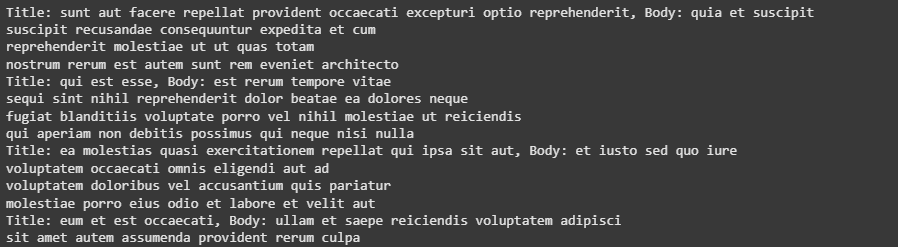 Title: sunt aut facere repellat provident occaecati excepturi optio reprehenderit, Body: quia et suscipit
suscipit recusandae consequuntur expedita et cum
reprehenderit molestiae ut ut quas totam
nostrum rerum est autem sunt rem eveniet architecto
Title: qui est esse, Body: est rerum tempore vitae
sequi sint nihil reprehenderit dolor beatae ea dolores neque
fugiat blanditiis voluptate porro vel nihil molestiae ut reiciendis
qui aperiam non debitis possimus qui neque nisi nulla
Title: ea molestias quasi exercitationem repellat qui ipsa sit aut, Body: et iusto sed quo iure
voluptatem occaecati omnis eligendi aut ad
voluptatem doloribus vel accusantium quis pariatur
molestiae porro eius odio et labore et velit aut
Title: eum et est occaecati, Body: ullam et saepe reiciendis voluptatem adipisci
sit amet autem assumenda provident rerum culpa